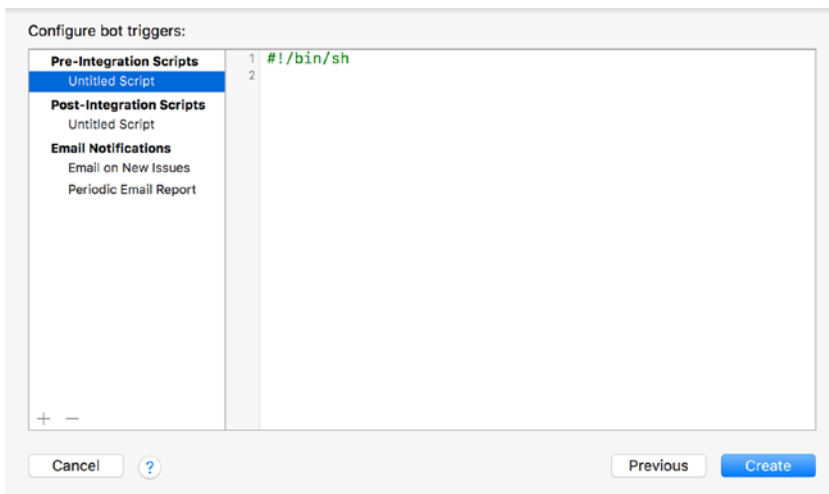 Configure bot triggers:
Pre-Integration Scripts
Untitled Script
Post-Integration Scripts
Untitled Script
Email Notifications
Email on New Issues
Periodic Email Report
+ −
1 #!/bin/sh
2
Cancel ? Previous Create